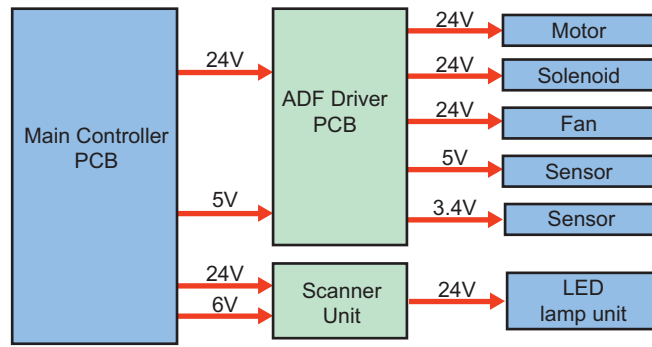 Main Controller
PCB
24V
5V
24V
6V
ADF Driver
PCB
Scanner
Unit
24V
24V
24V
5V
3.4V
24V
Motor
Solenoid
Fan
Sensor
Sensor
LED
lamp unit